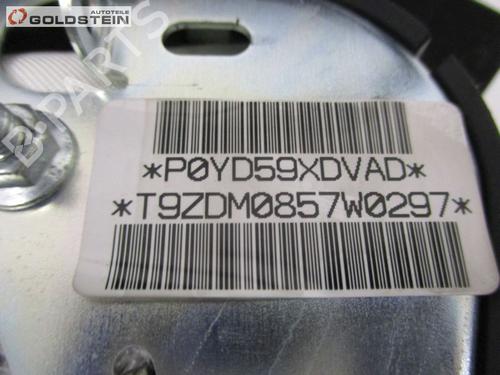 AUTOTEILE
GOLDSTEIN
B-PARTS
*P0YD59XDVAD*
*T9ZDM0857W0297*